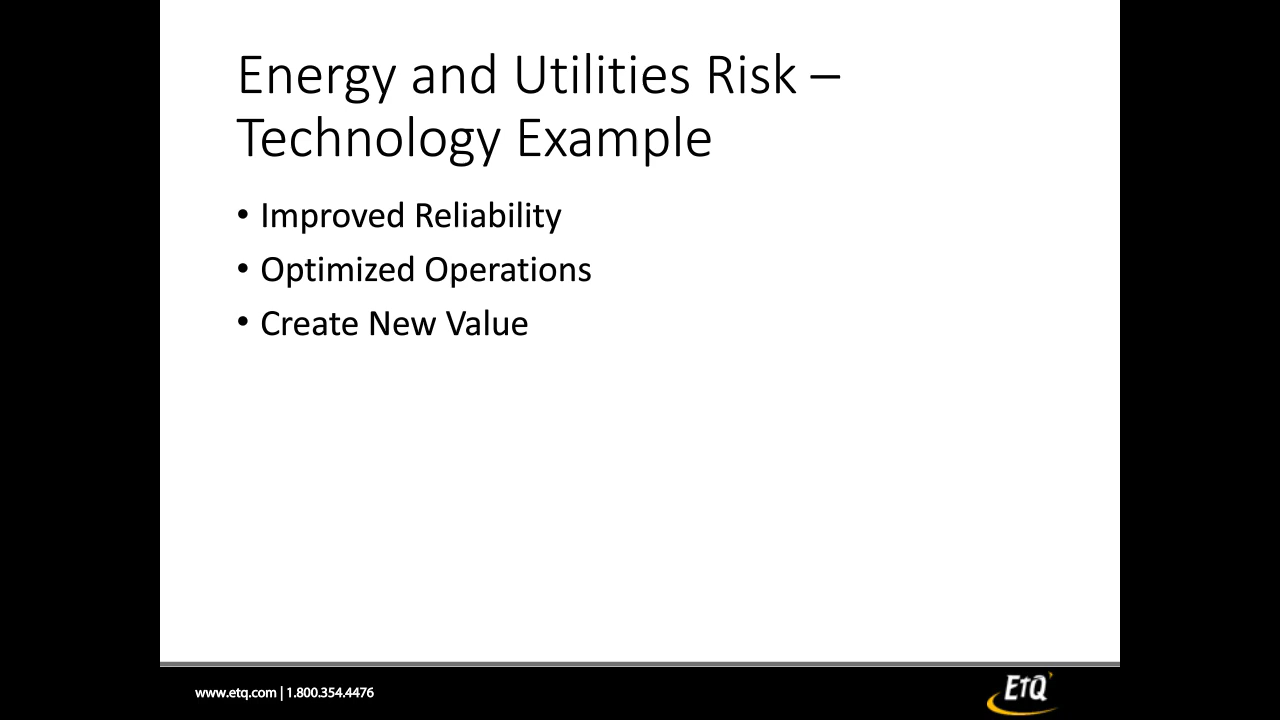 Energy and Utilities Risk –
Technology Example
• Improved Reliability
• Optimized Operations
• Create New Value
www.etq.com | 1.800.354.4476
ETQ